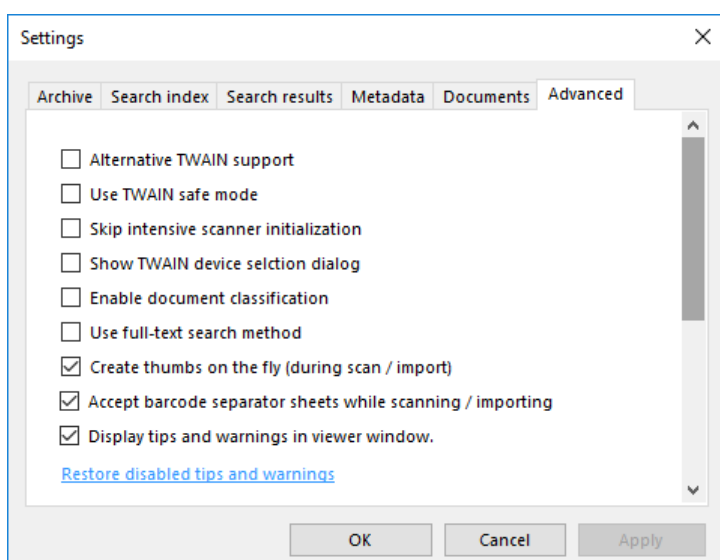 Settings
Archive Search index Search results Metadata Documents Advanced
Alternative TWAIN support
Use TWAIN safe mode
Skip intensive scanner initialization
Show TWAIN device selction dialog
Enable document classification
Use full-text search method
Create thumbs on the fly (during scan / import)
Accept barcode separator sheets while scanning / importing
Display tips and warnings in viewer window.
Restore disabled tips and warnings
OK Cancel Apply